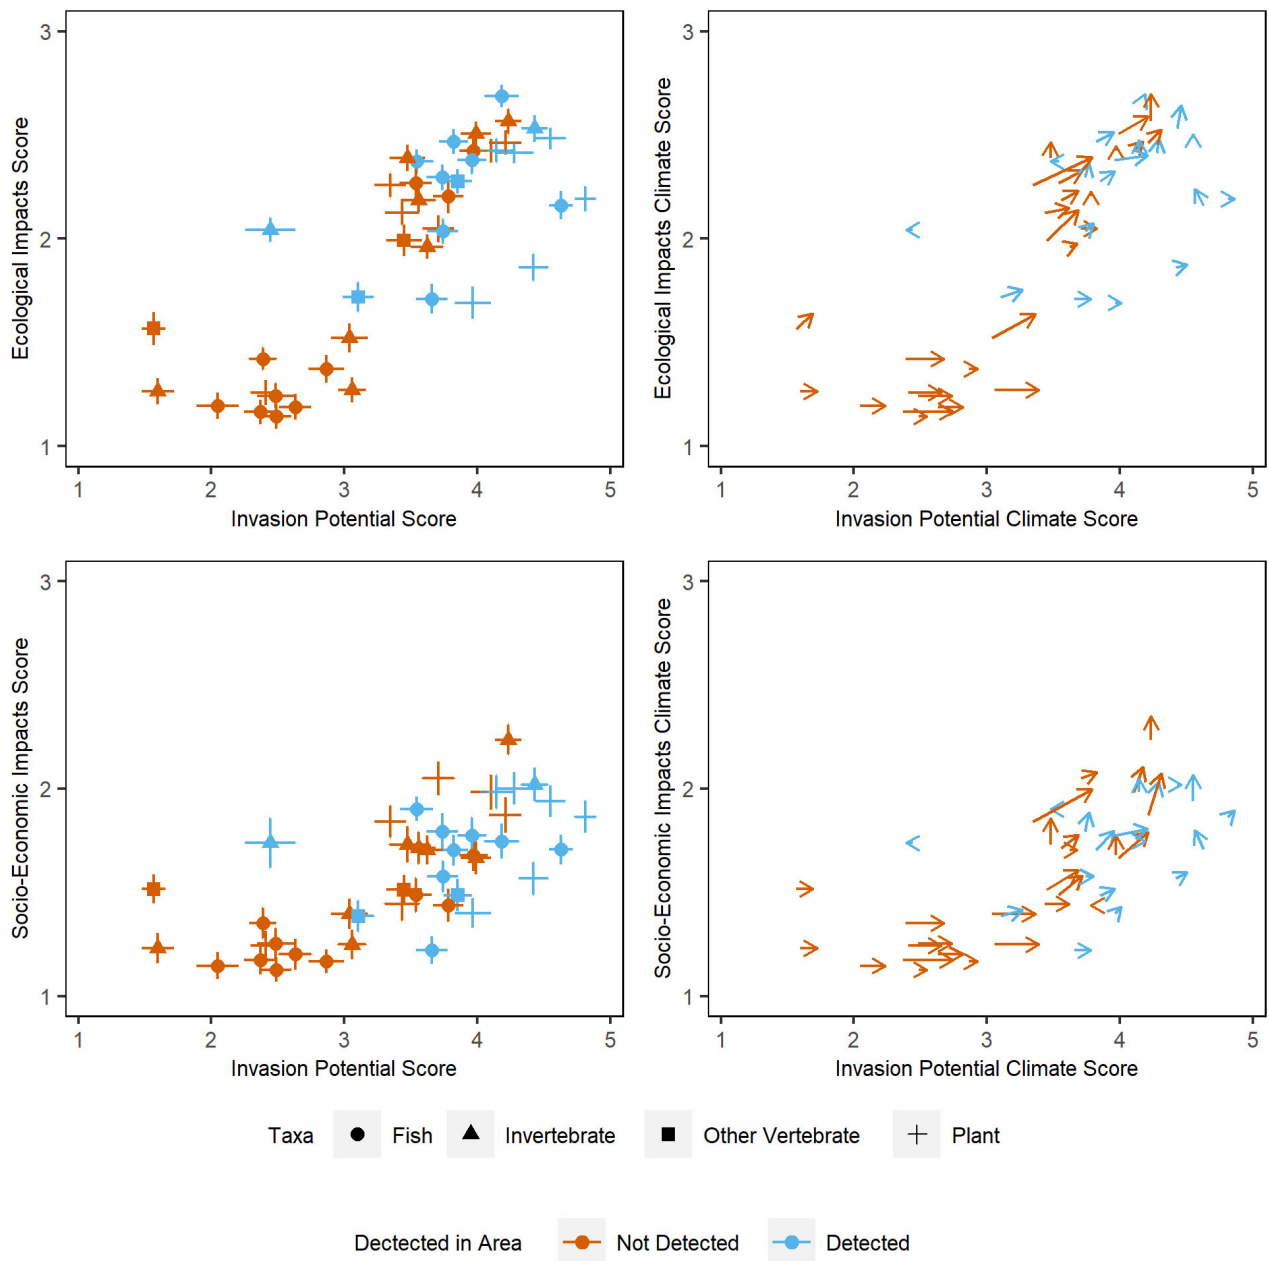 3
2
1
Ecological Impacts Score
1 2 3 4 5
Invasion Potential Score
3
2
1
Ecological Impacts Climate Score
1 2 3 4 5
Invasion Potential Climate Score
3
2
1
Socio-Economic Impacts Score
1 2 3 4 5
Invasion Potential Score
3
2
1
Socio-Economic Impacts Climate Score
1 2 3 4 5
Invasion Potential Climate Score
Taxa Fish Invertebrate Other Vertebrate Plant
Dectected in Area Not Detected Detected